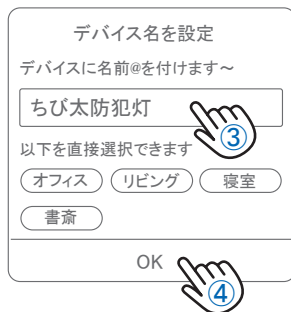 デバイス名を設定
デバイスに名前@を付けます～
ちび太防犯灯
③
以下を直接選択できます
オフィス リビング 寝室
書斎
OK
④